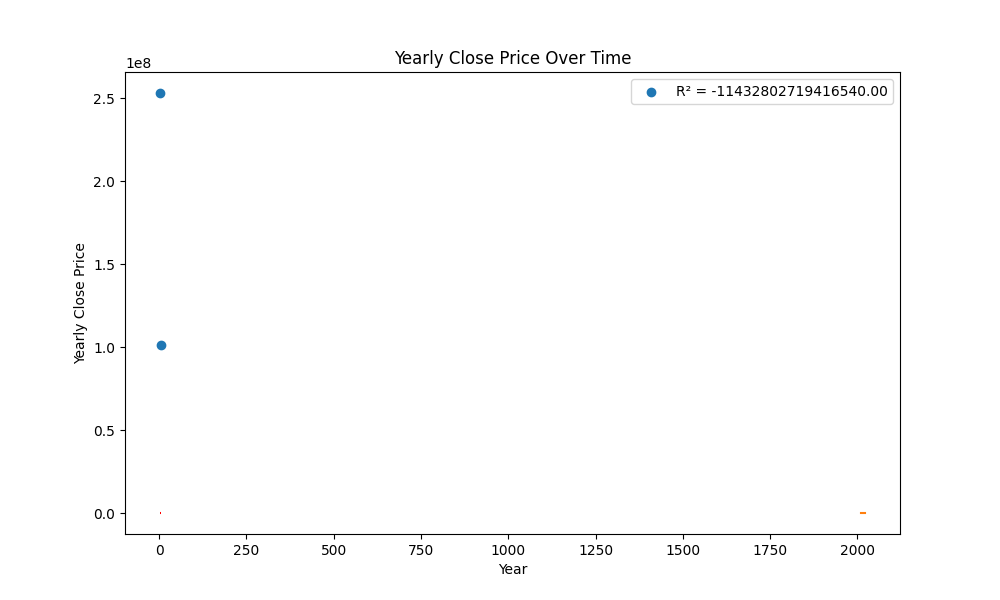 Yearly Close Price Over Time
1e8
R² = -11432802719416540.00
2.5
2.0
1.5
1.0
0.5
0.0
Yearly Close Price
0 250 500 750 1000 1250 1500 1750 2000
Year